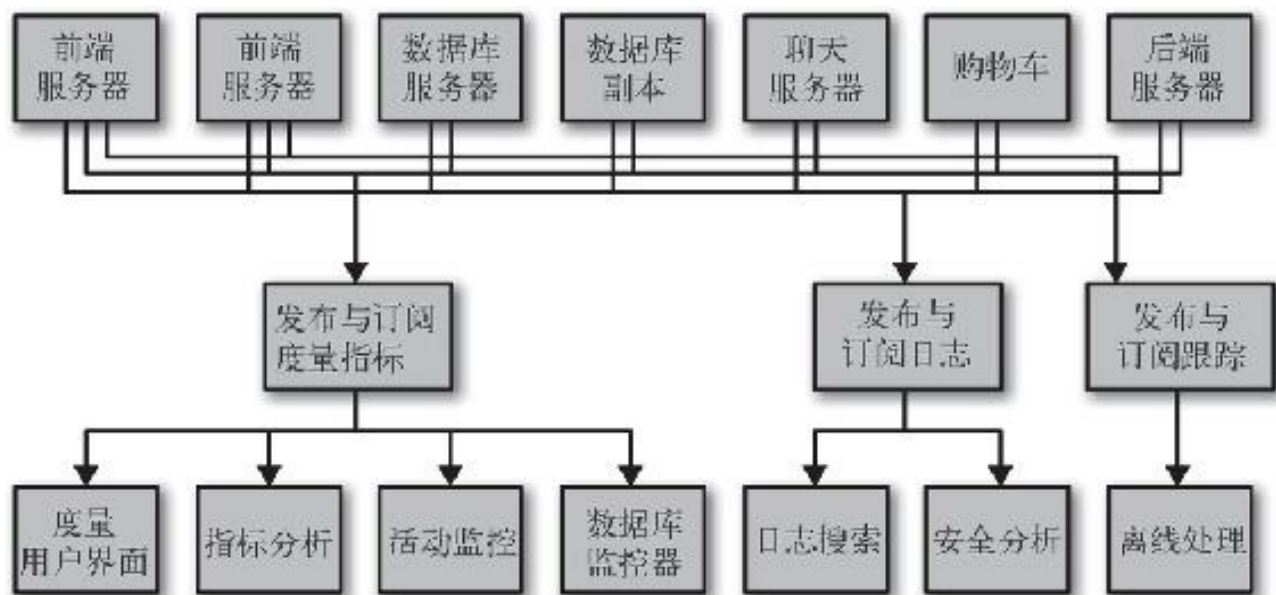 前端
服务器
前端
服务器
数据库
服务器
数据库
副本
聊天
服务器
购物车
后端
服务器
发布与订阅
度量指标
发布与
订阅日志
发布与
订阅跟踪
度量
用户界面
指标分析
活动监控
数据库
监控器
日志搜索
安全分析
离线处理